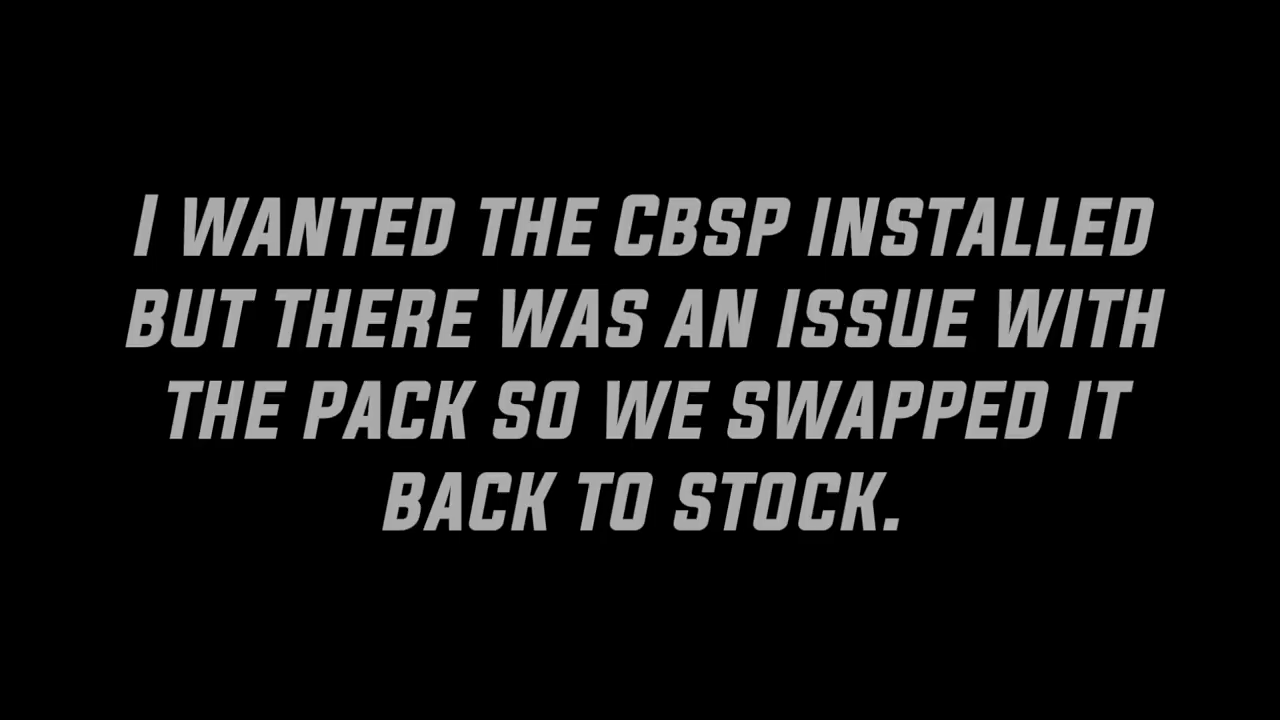 I WANTED THE CBSP INSTALLED
BUT THERE WAS AN ISSUE WITH
THE PACK SO WE SWAPPED IT
BACK TO STOCK.